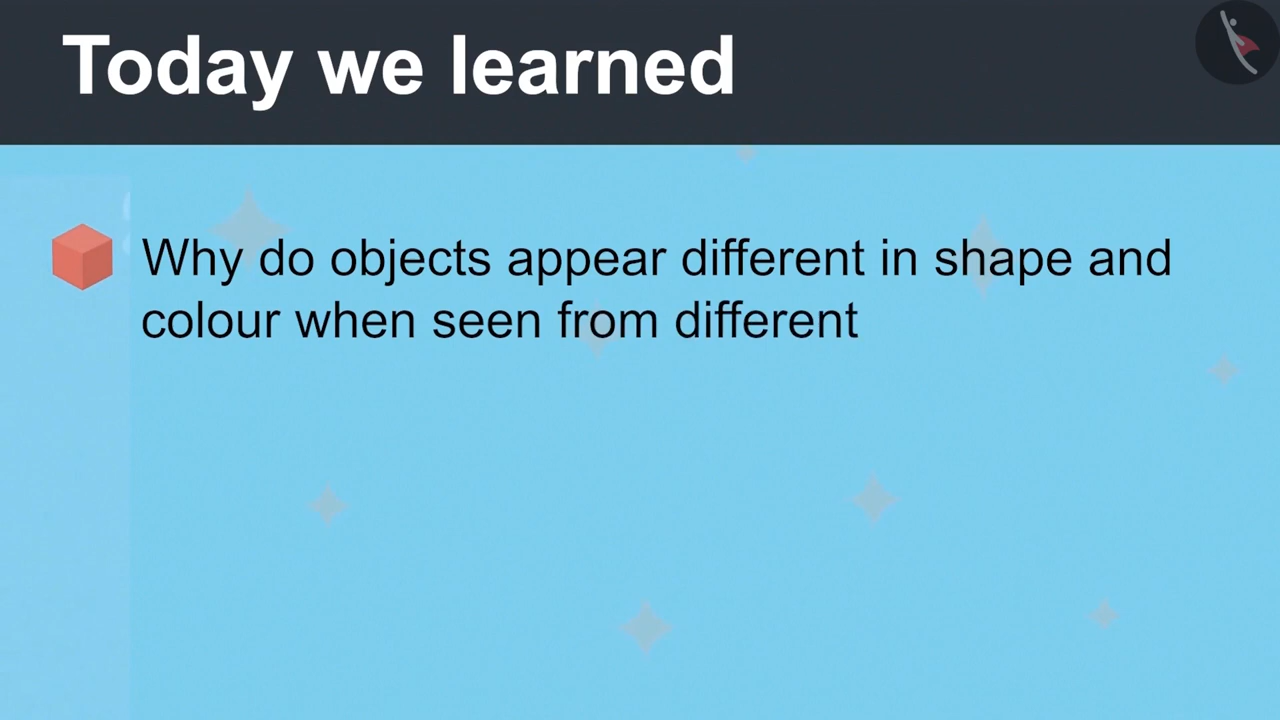 Today we learned
Why do objects appear different in shape and
colour when seen from different